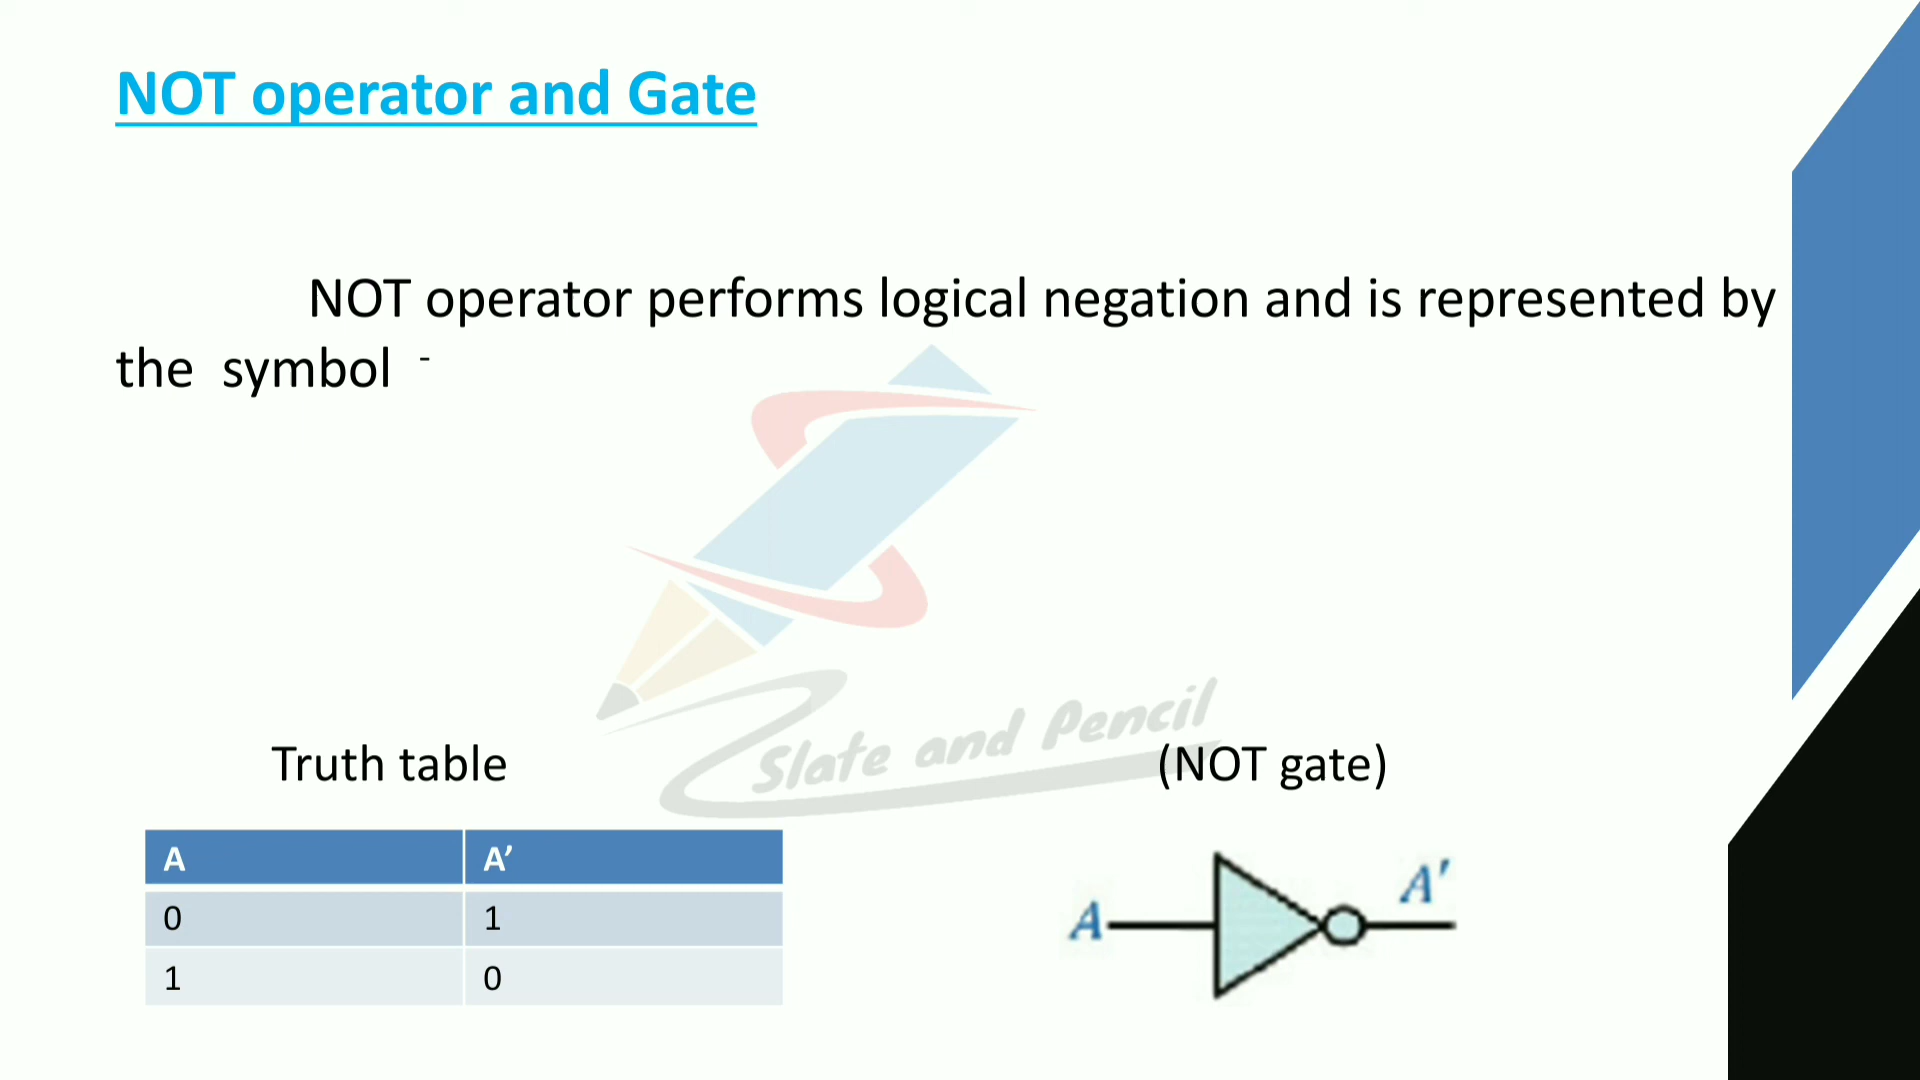 NOT operator and Gate
NOT operator performs logical negation and is represented by
the symbol -
Slate and Pencil
Truth table
(NOT gate)
A A’
0 1
1 0
A A'